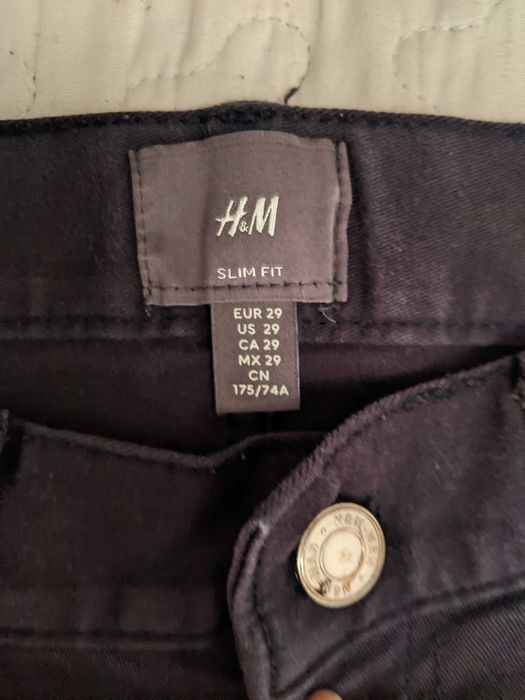 H&M
SLIM FIT
EUR 29
US 29
CA 29
MX 29
CN
175/74A